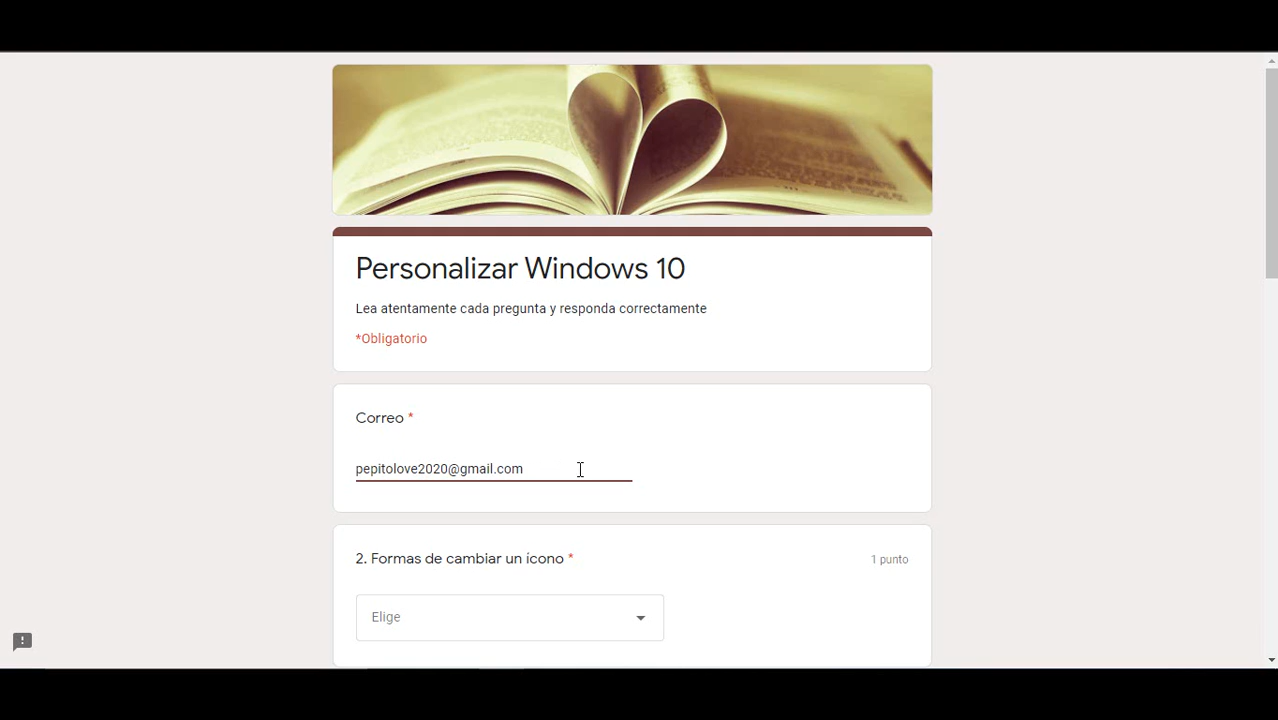 Personalizar Windows 10
Lea atentamente cada pregunta y responda correctamente
*Obligatorio
Correo *
pepitolove2020@gmail.com
2. Formas de cambiar un ícono * 1 punto
Elige